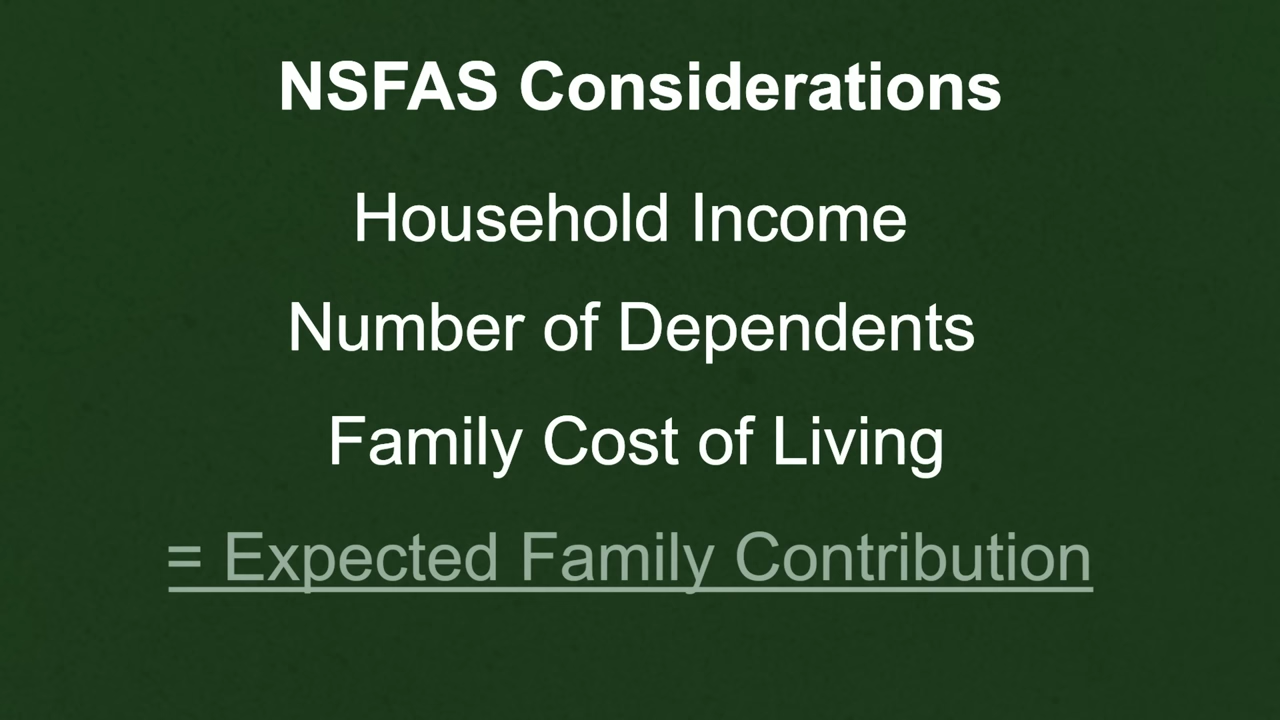 NSFAS Considerations
Household Income
Number of Dependents
Family Cost of Living
= Expected Family Contribution